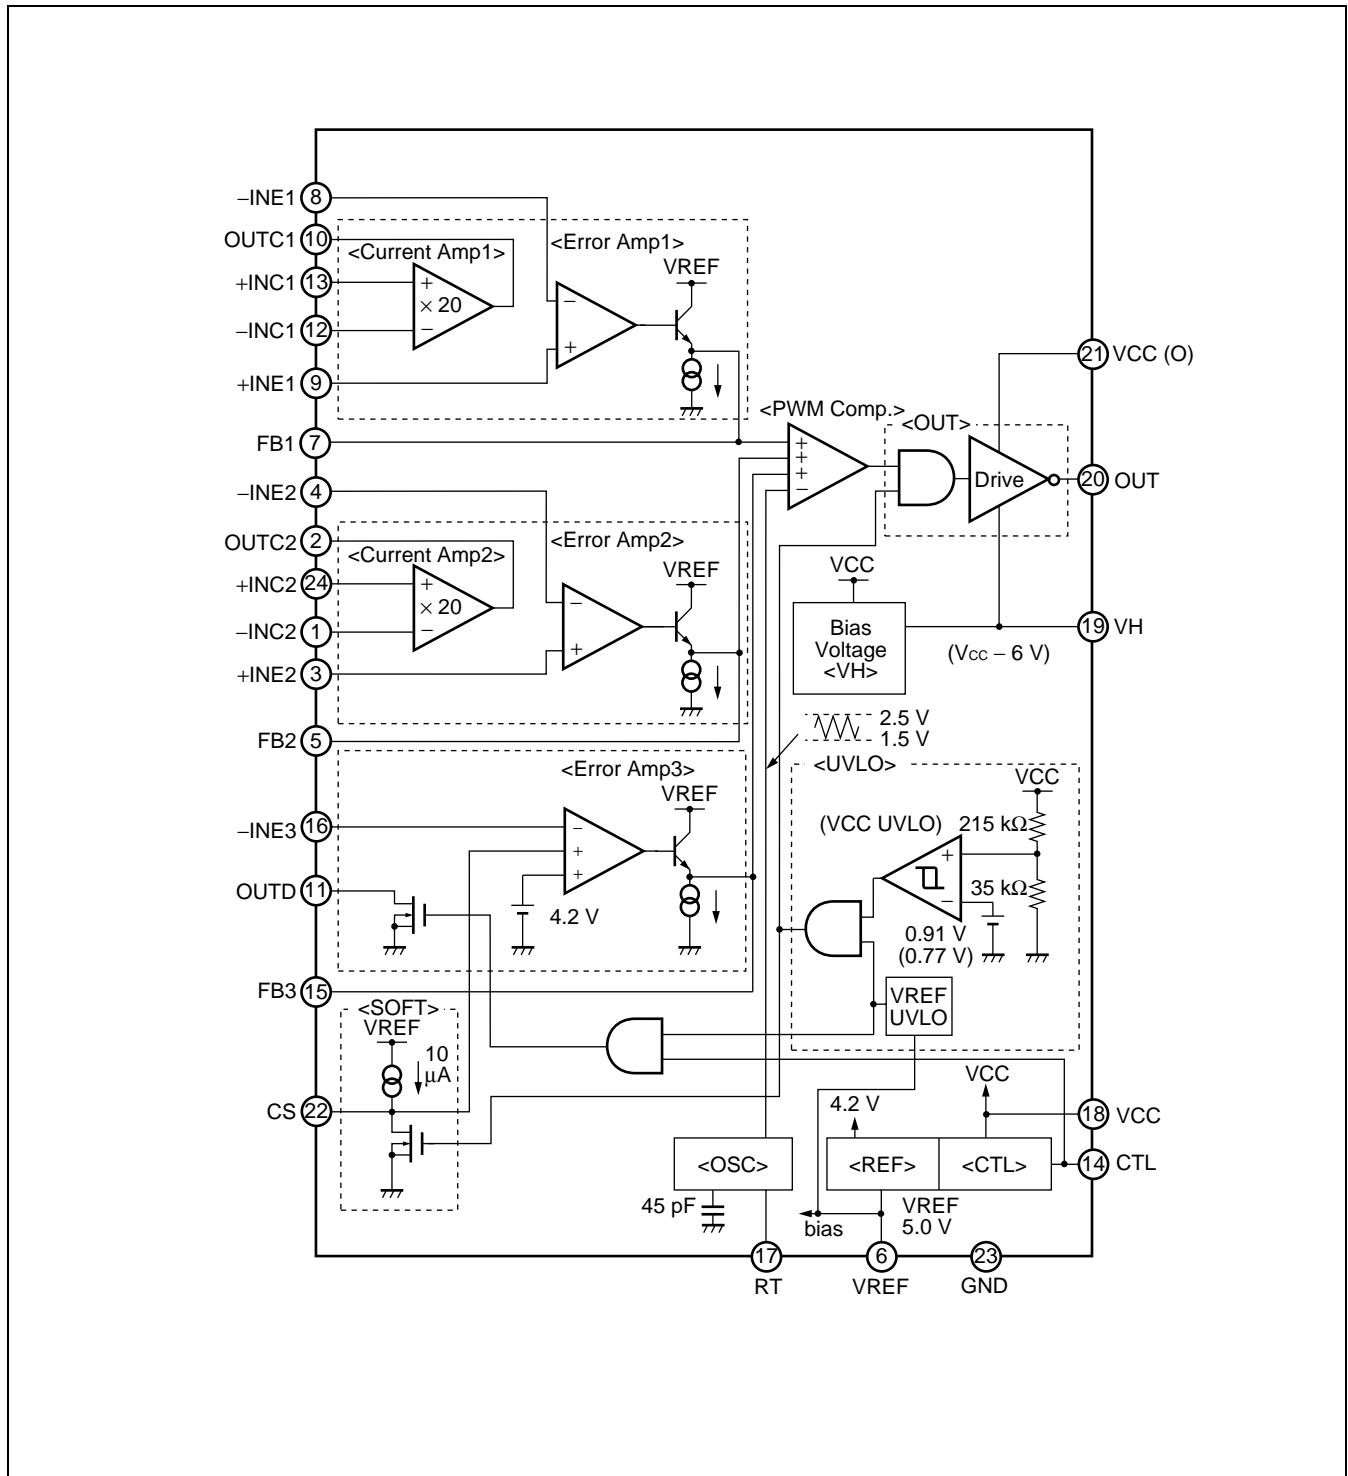 −INE1 8
OUTC1 10
<Current Amp1>
<Error Amp1>
VREF
+INC1 13
+
× 20
−
−INC1 12
−
+
+INE1 9
FB1 7
<PWM Comp.>
+
+
+
−
<OUT>
Drive
21 VCC (O)
20 OUT
−INE2 4
OUTC2 2
<Current Amp2>
<Error Amp2>
VREF
+INC2 24
+
× 20
−
−INC2 1
−
+
+INE2 3
FB2 5
VCC
Bias
Voltage
<VH>
19 VH
(VCC − 6 V)
2.5 V
1.5 V
<Error Amp3>
VREF
−INE3 16
−
+
+
4.2 V
OUTD 11
FB3 15
<UVLO>
VCC
(VCC UVLO)
215 kΩ
+
−
35 kΩ
0.91 V
(0.77 V)
VREF
UVLO
<SOFT>
VREF
10
μA
CS 22
VCC
4.2 V
18 VCC
<OSC>
<REF>
<CTL>
14 CTL
45 pF
bias
VREF
5.0 V
17
RT
6
VREF
23
GND